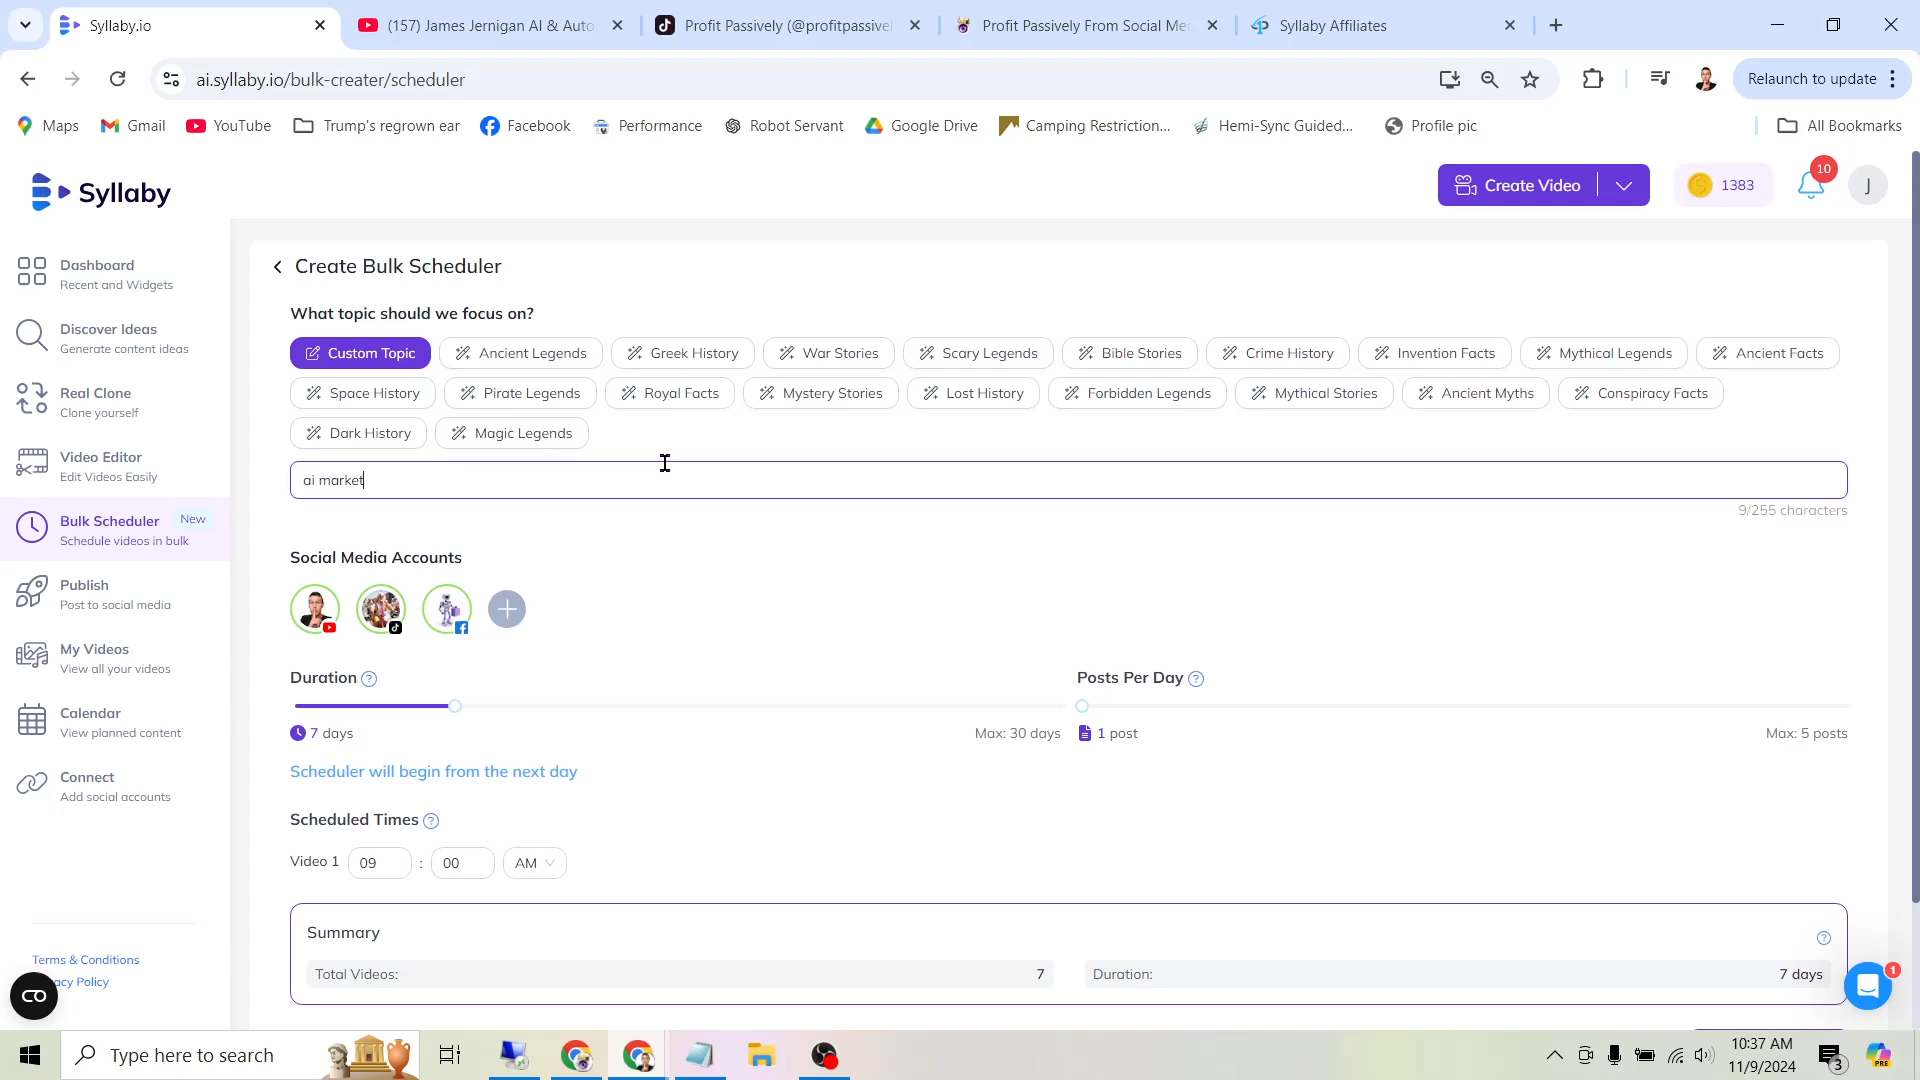 Syllaby.io
(157) James Jernigan AI & Auto
Profit Passively (@profitpassivel
Profit Passively From Social Mec
Syllaby Affiliates
ai.syllaby.io/bulk-creater/scheduler
Relaunch to update
Maps
Gmail
YouTube
Trump's regrown ear
Facebook
Performance
Robot Servant
Google Drive
Camping Restriction...
Hemi-Sync Guided...
Profile pic
All Bookmarks
Syllaby
Create Video
1383
10
J
Dashboard
Recent and Widgets
Discover Ideas
Generate content ideas
Real Clone
Clone yourself
Video Editor
Edit Videos Easily
Bulk Scheduler New
Schedule videos in bulk
Publish
Post to social media
My Videos
View all your videos
Calendar
View planned content
Connect
Add social accounts
Terms & Conditions
acy Policy
Create Bulk Scheduler
What topic should we focus on?
Custom Topic
Ancient Legends
Greek History
War Stories
Scary Legends
Bible Stories
Crime History
Invention Facts
Mythical Legends
Ancient Facts
Space History
Pirate Legends
Royal Facts
Mystery Stories
Lost History
Forbidden Legends
Mythical Stories
Ancient Myths
Conspiracy Facts
Dark History
Magic Legends
ai market
9/255 characters
Social Media Accounts
Duration
7 days
Max: 30 days
Posts Per Day
1 post
Max: 5 posts
Scheduler will begin from the next day
Scheduled Times
Video 1 09 : 00 AM
Summary
Total Videos: 7
Duration: 7 days
1
Type here to search
10:37 AM
11/9/2024
3
PRE